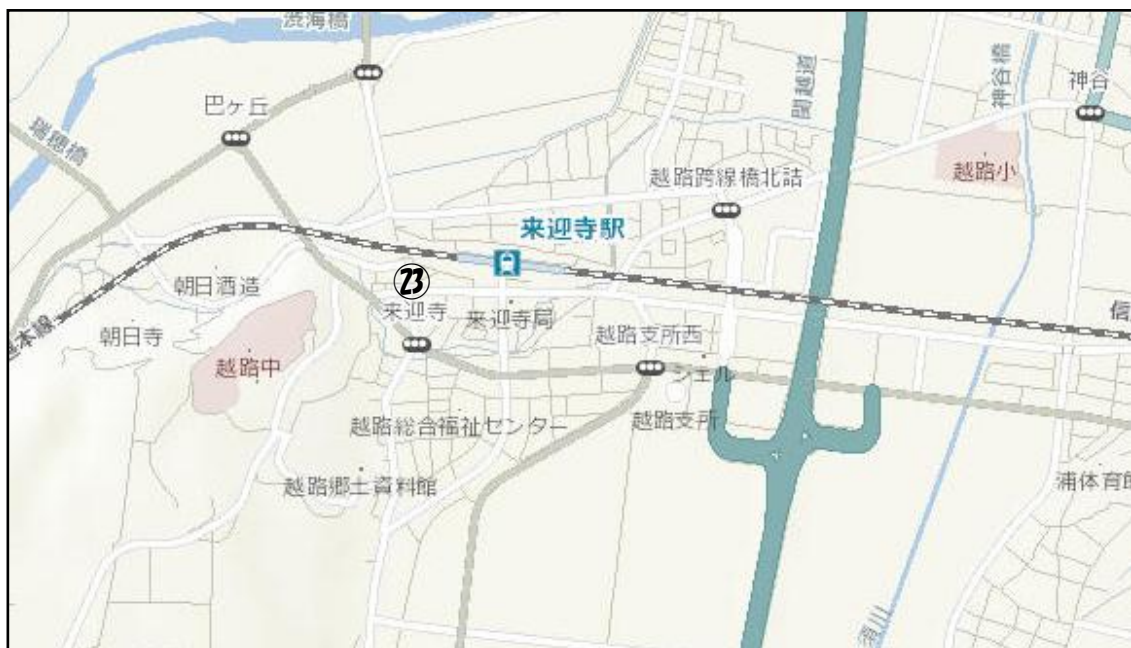 渋海橋
巴ヶ丘
瑞穂橋
関越道
神谷橋
神谷
越路小
越路跨線橋北詰
来迎寺駅
朝日酒造
23
来迎寺
来迎寺局
越路支所西
信
本線
朝日寺
越路中
シェル
越路支所
越路総合福祉センター
越路郷土資料館
浦体育館
須川